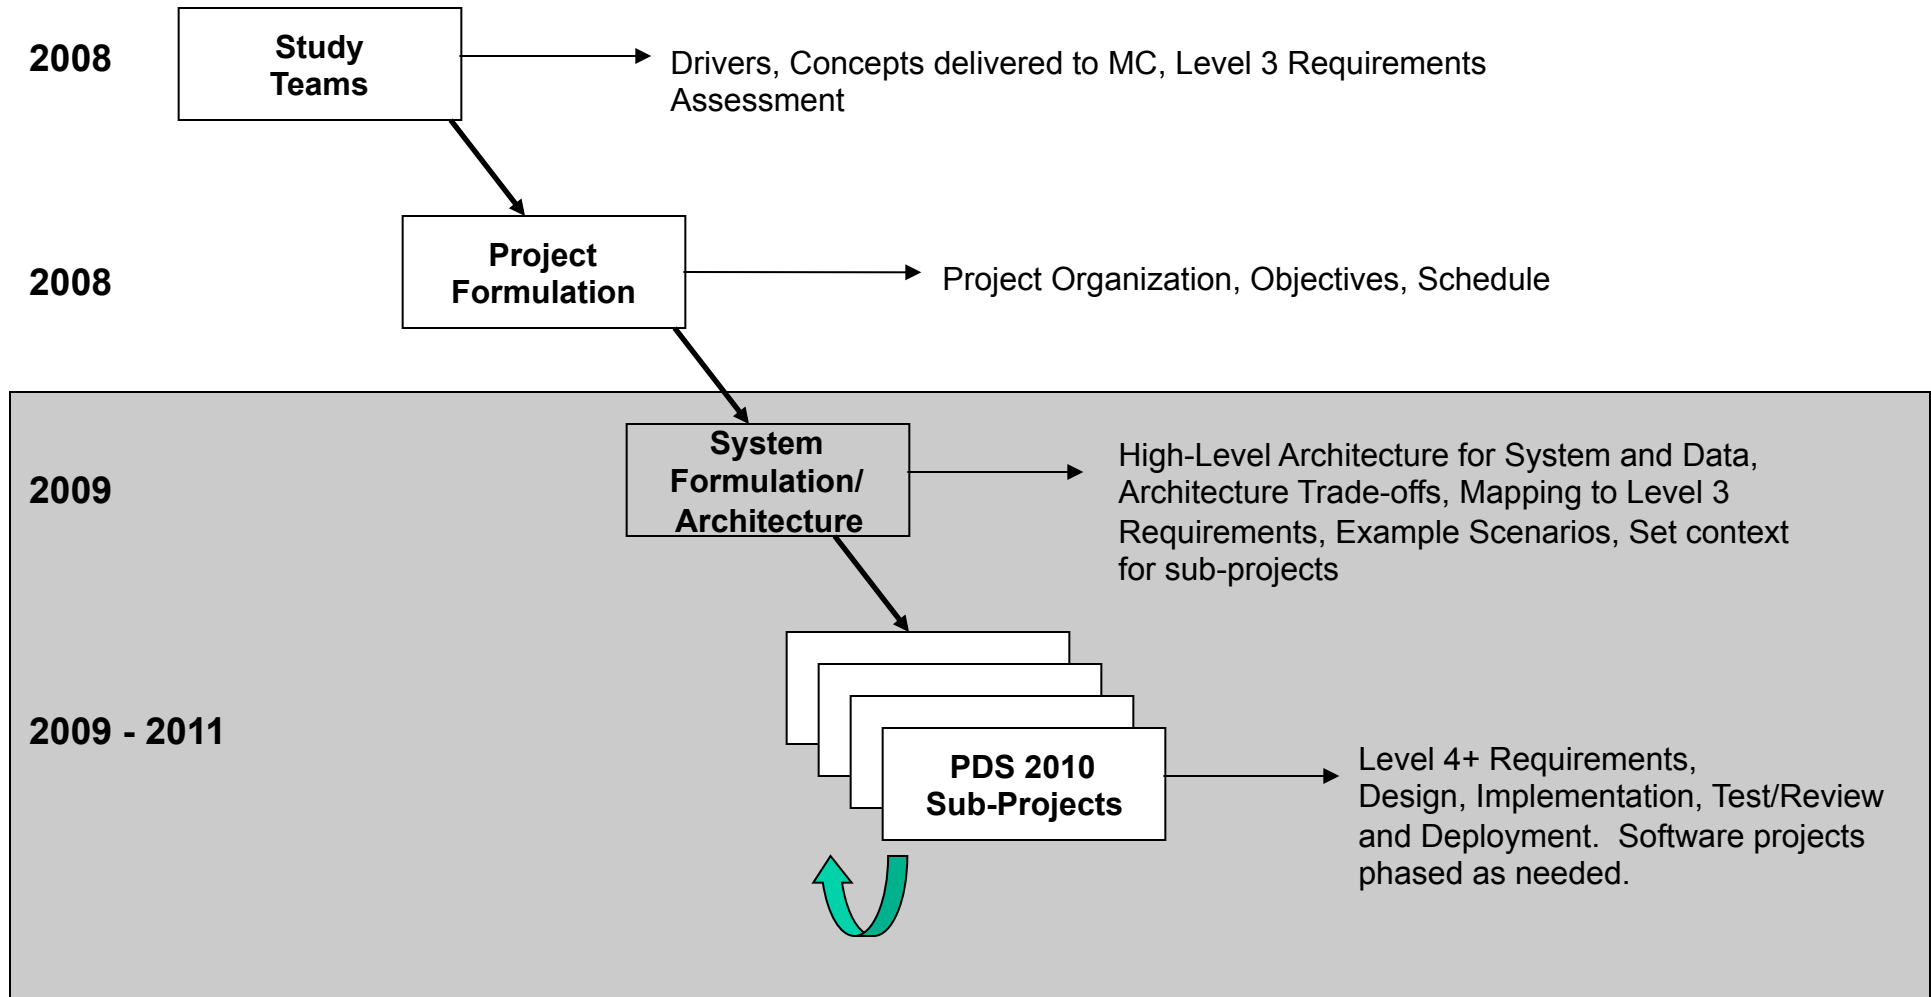 2008
Study
Teams
Drivers, Concepts delivered to MC, Level 3 Requirements
Assessment
2008
Project
Formulation
Project Organization, Objectives, Schedule
2009
System
Formulation/
Architecture
High-Level Architecture for System and Data,
Architecture Trade-offs, Mapping to Level 3
Requirements, Example Scenarios, Set context
for sub-projects
2009 - 2011
PDS 2010
Sub-Projects
Level 4+ Requirements,
Design, Implementation, Test/Review
and Deployment.  Software projects
phased as needed.